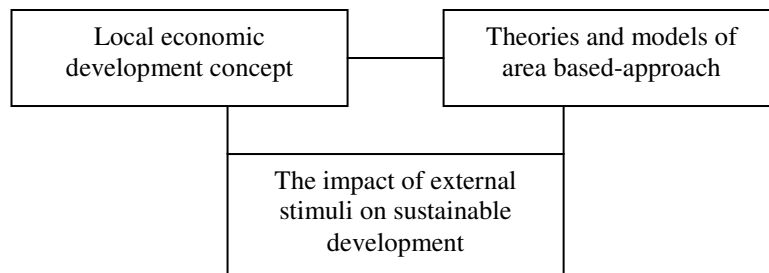 Local economic
development concept
Theories and models of
area based-approach
The impact of external
stimuli on sustainable
development